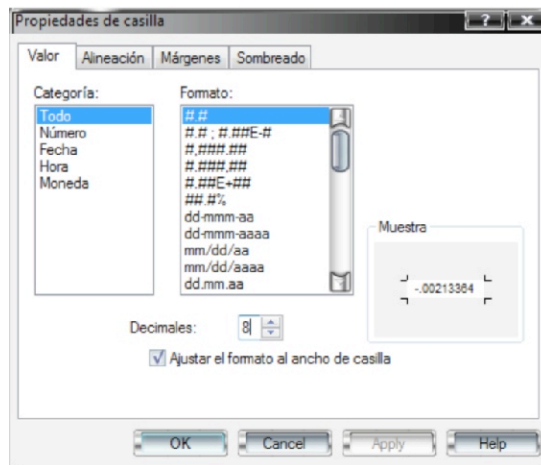 Propiedades de casilla
Valor Alineación Márgenes Sombreado
Categoría:
Todo
Número
Fecha
Hora
Moneda
Formato:
#.#
#.# ; #.##E-#
#,###.##
#.###,##
#.##E+##
##.#%
dd-mmm-aa
dd-mmm-aaaa
mm/dd/aa
mm/dd/aaaa
dd.mm.aa
Muestra
-.00213364
Decimales: 8
Ajustar el formato al ancho de casilla
OK Cancel Apply Help